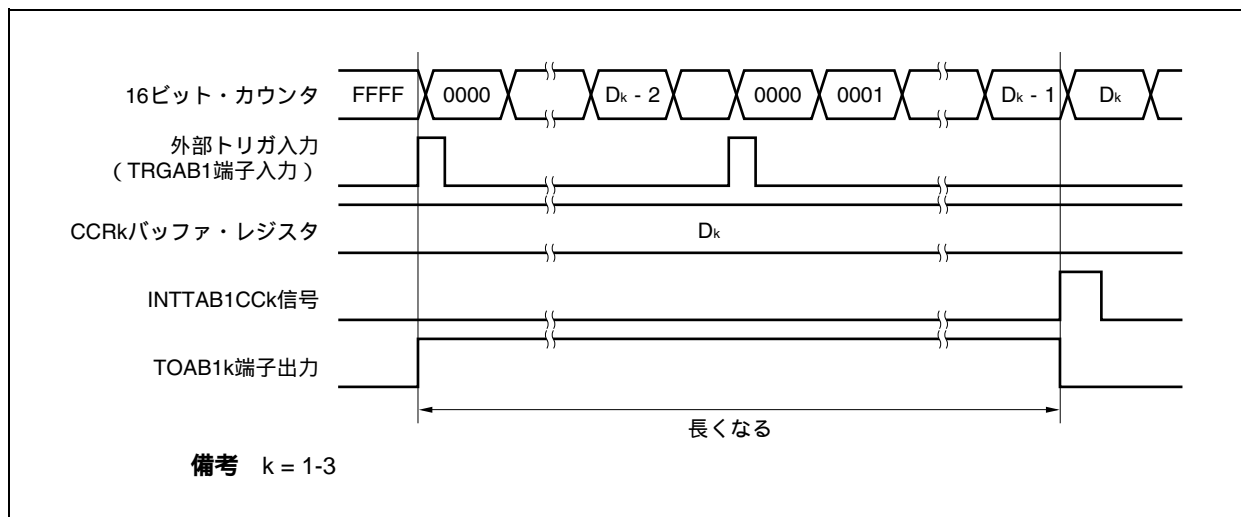 16ビット・カウンタ FFFF 0000 Dk - 2 0000 0001 Dk - 1 Dk
外部トリガ入力
（TRGAB1端子入力）
CCRkバッファ・レジスタ Dk
INTTAB1CCk信号
TOAB1k端子出力
長くなる
備考 k = 1-3